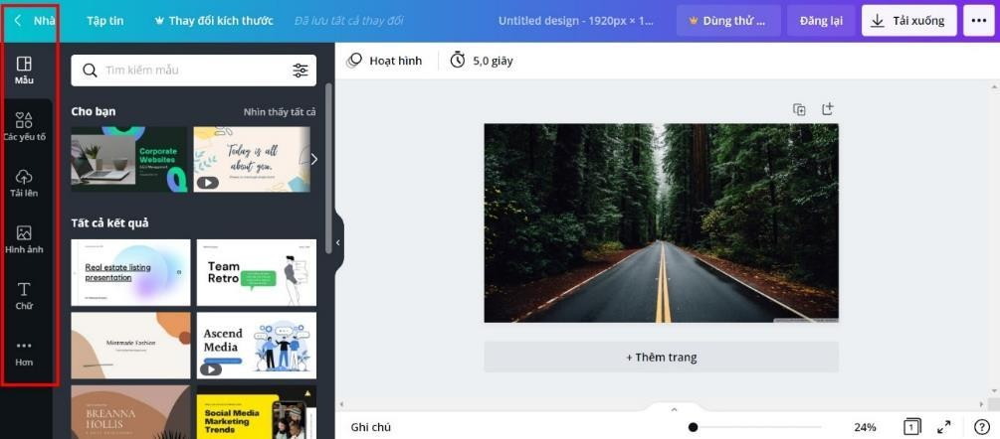 Nhà
Tập tin
Thay đổi kích thước
Đã lưu tất cả thay đổi
Untitled design - 1920px × 1...
Dùng thử ...
Đăng lại
Tải xuống
Mẫu
Các yếu tố
Tải lên
Hình ảnh
Chữ
Hơn
Tìm kiếm mẫu
Cho bạn
Nhìn thấy tất cả
Corporate
Websites
Today is all
about you.
Tất cả kết quả
Real estate listing
presentation
Team
Retro
Mintmade Fashion
Ascend
Media
BREANNA
HOLLIS
Social Media
Marketing
Trends
Hoạt hình
5,0 giây
+ Thêm trang
Ghi chú
24%
1